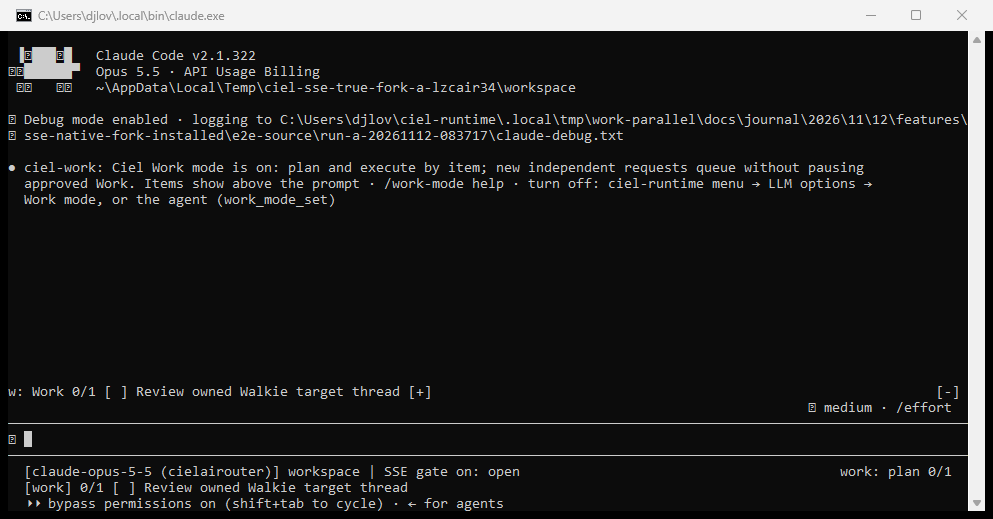 C:\Users\djlov\.local\bin\claude.exe
Claude Code v2.1.322
Opus 5.5 · API Usage Billing
~\AppData\Local\Temp\ciel-sse-true-fork-a-lzcair34\workspace
Debug mode enabled · logging to C:\Users\djlov\ciel-runtime\.local\tmp\work-parallel\docs\journal\2026\11\12\features\
sse-native-fork-installed\e2e-source\run-a-20261112-083717\claude-debug.txt
● ciel-work: Ciel Work mode is on: plan and execute by item; new independent requests queue without pausing
approved Work. Items show above the prompt · /work-mode help · turn off: ciel-runtime menu → LLM options →
Work mode, or the agent (work_mode_set)
w: Work 0/1 [ ] Review owned Walkie target thread [+] [-]
medium · /effort
[claude-opus-5-5 (cielairouter)] workspace | SSE gate on: open work: plan 0/1
[work] 0/1 [ ] Review owned Walkie target thread
⏵⏵ bypass permissions on (shift+tab to cycle) · ← for agents